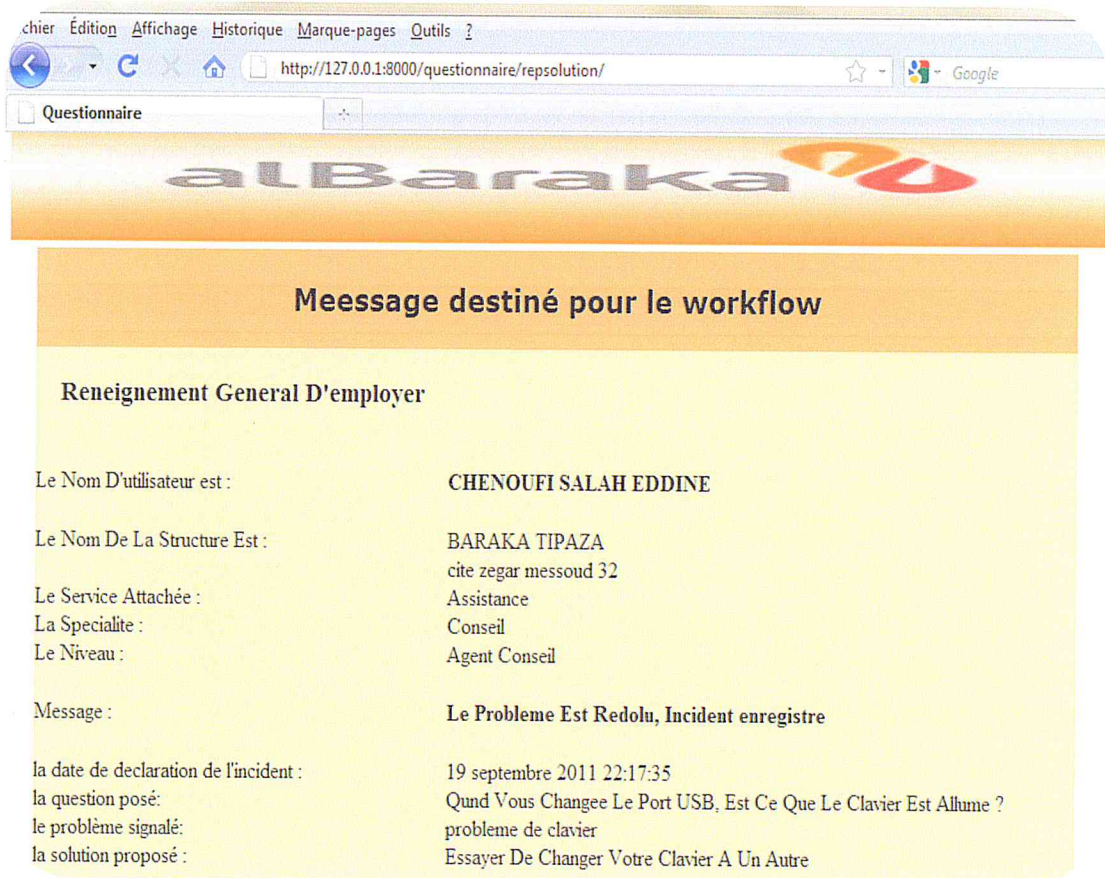 chier Édition Affichage Historique Marque-pages Outils ?
http://127.0.0.1:8000/questionnaire/repsolution/ Google
Questionnaire
alBaraka
Meessage destiné pour le workflow
Reneignement General D'employer
Le Nom D'utilisateur est : CHENOUFI SALAH EDDINE
Le Nom De La Structure Est : BARAKA TIPAZA
cite zegar messoud 32
Le Service Attachée : Assistance
La Specialite : Conseil
Le Niveau : Agent Conseil
Message : Le Probleme Est Redolu, Incident enregistre
la date de declaration de l'incident : 19 septembre 2011 22:17:35
la question posé: Qund Vous Changee Le Port USB, Est Ce Que Le Clavier Est Allume ?
le problème signalé: probleme de clavier
la solution proposé : Essayer De Changer Votre Clavier A Un Autre